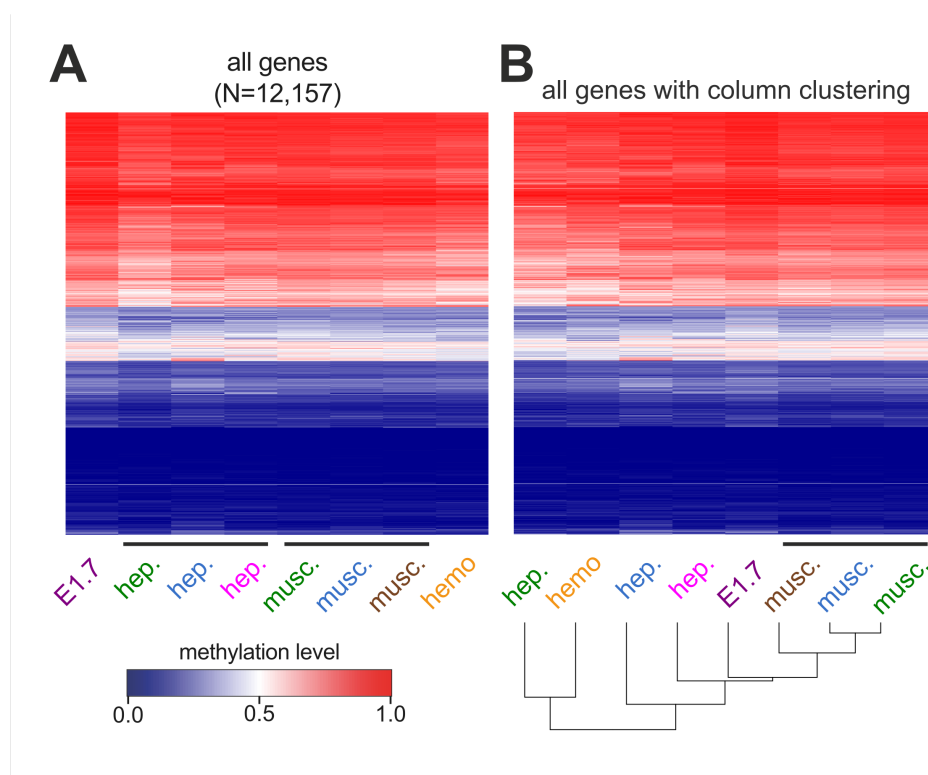 A
all genes
(N=12,157)
E1.7
hep.
hep.
hep.
musc.
musc.
musc.
hemo
methylation level
0.0
0.5
1.0
B
all genes with column clustering
hep.
hemo
hep.
hep.
E1.7
musc.
musc.
musc.